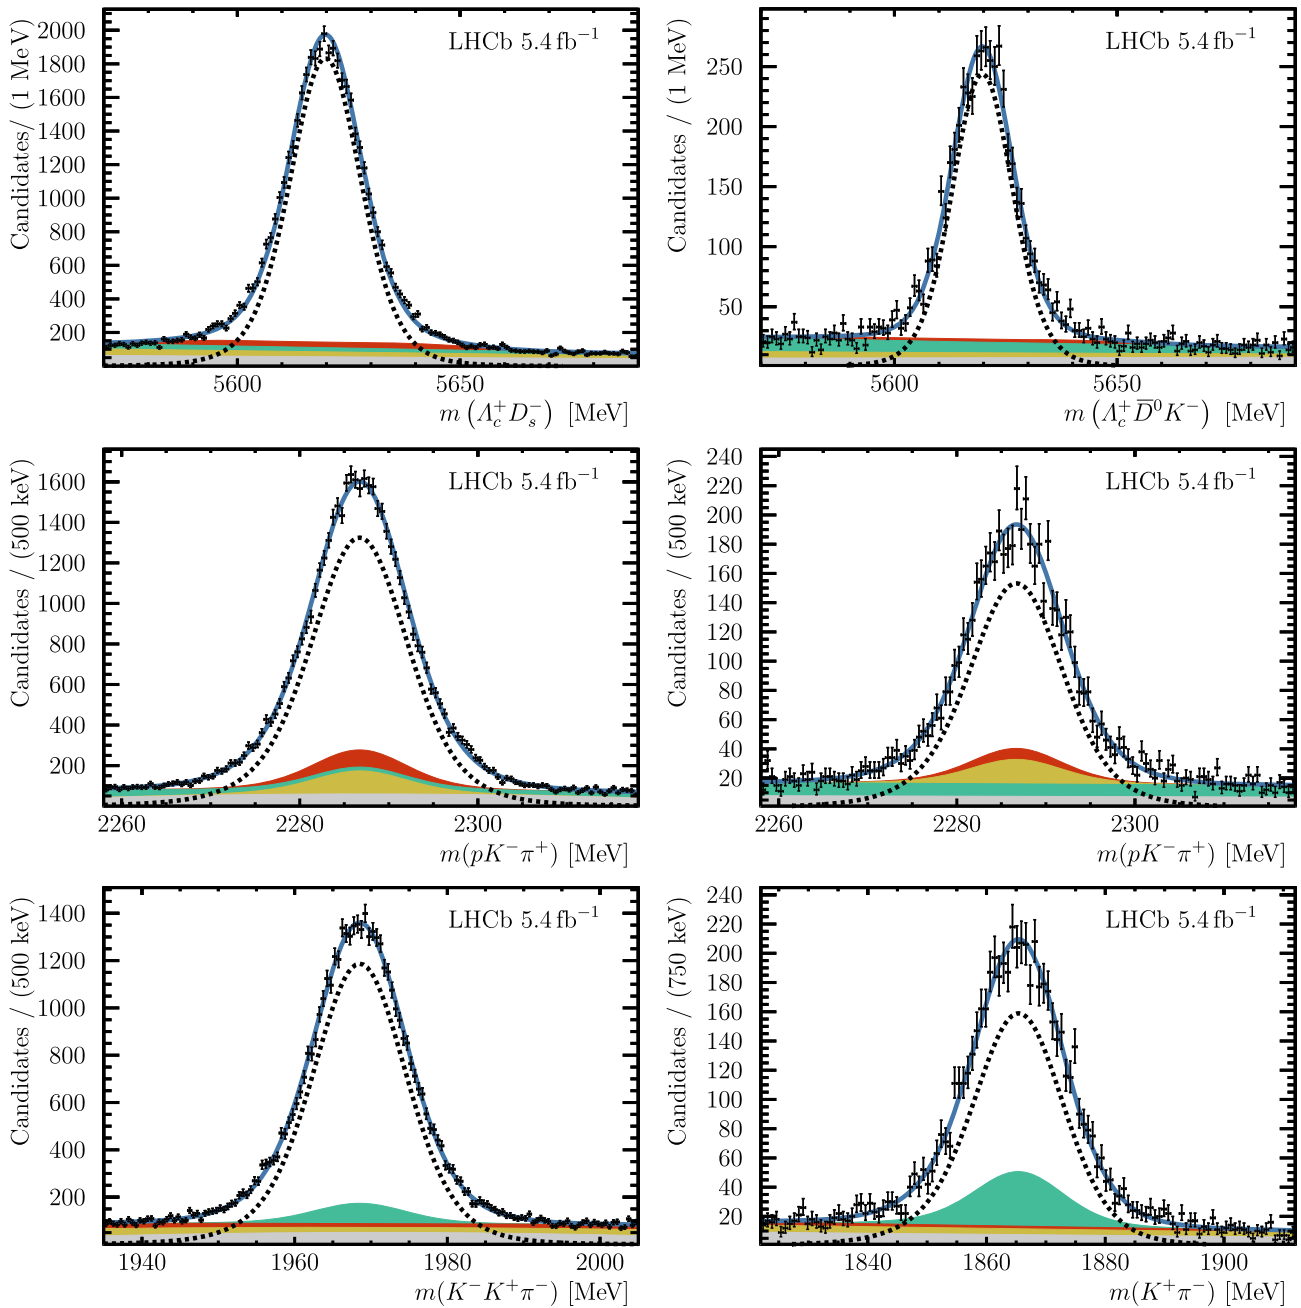 LHCb 5.4 fb⁻¹
Candidates/ (1 MeV)
2000
1800
1600
1400
1200
1000
800
600
400
200
5600 5650
m (Λc⁺Ds⁻) [MeV]
LHCb 5.4 fb⁻¹
Candidates / (1 MeV)
250
200
150
100
50
5600 5650
m (Λc⁺D̅⁰K⁻) [MeV]
LHCb 5.4 fb⁻¹
Candidates / (500 keV)
1600
1400
1200
1000
800
600
400
200
2260 2280 2300
m(pK⁻π⁺) [MeV]
LHCb 5.4 fb⁻¹
Candidates / (500 keV)
240
220
200
180
160
140
120
100
80
60
40
20
2260 2280 2300
m(pK⁻π⁺) [MeV]
LHCb 5.4 fb⁻¹
Candidates / (500 keV)
1400
1200
1000
800
600
400
200
1940 1960 1980 2000
m(K⁻K⁺π⁻) [MeV]
LHCb 5.4 fb⁻¹
Candidates / (750 keV)
240
220
200
180
160
140
120
100
80
60
40
20
1840 1860 1880 1900
m(K⁺π⁻) [MeV]